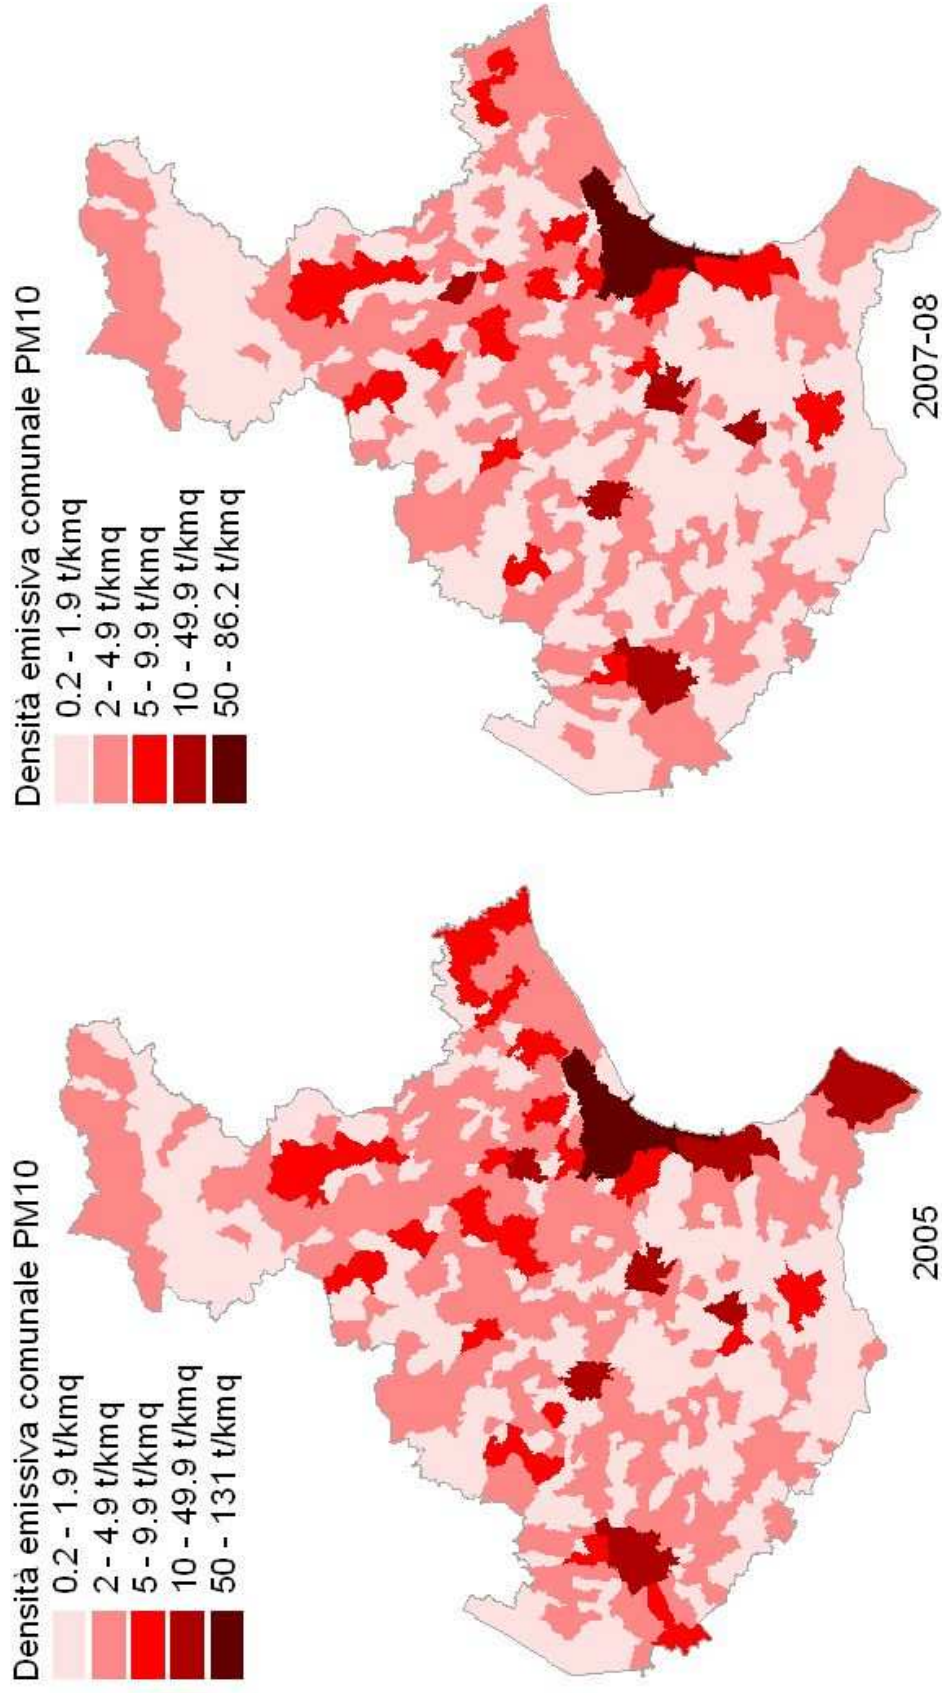 Densità emissiva comunale PM10
0.2 - 1.9 t/kmq
2 - 4.9 t/kmq
5 - 9.9 t/kmq
10 - 49.9 t/kmq
50 - 86.2 t/kmq
2007-08
Densità emissiva comunale PM10
0.2 - 1.9 t/kmq
2 - 4.9 t/kmq
5 - 9.9 t/kmq
10 - 49.9 t/kmq
50 - 131 t/kmq
2005